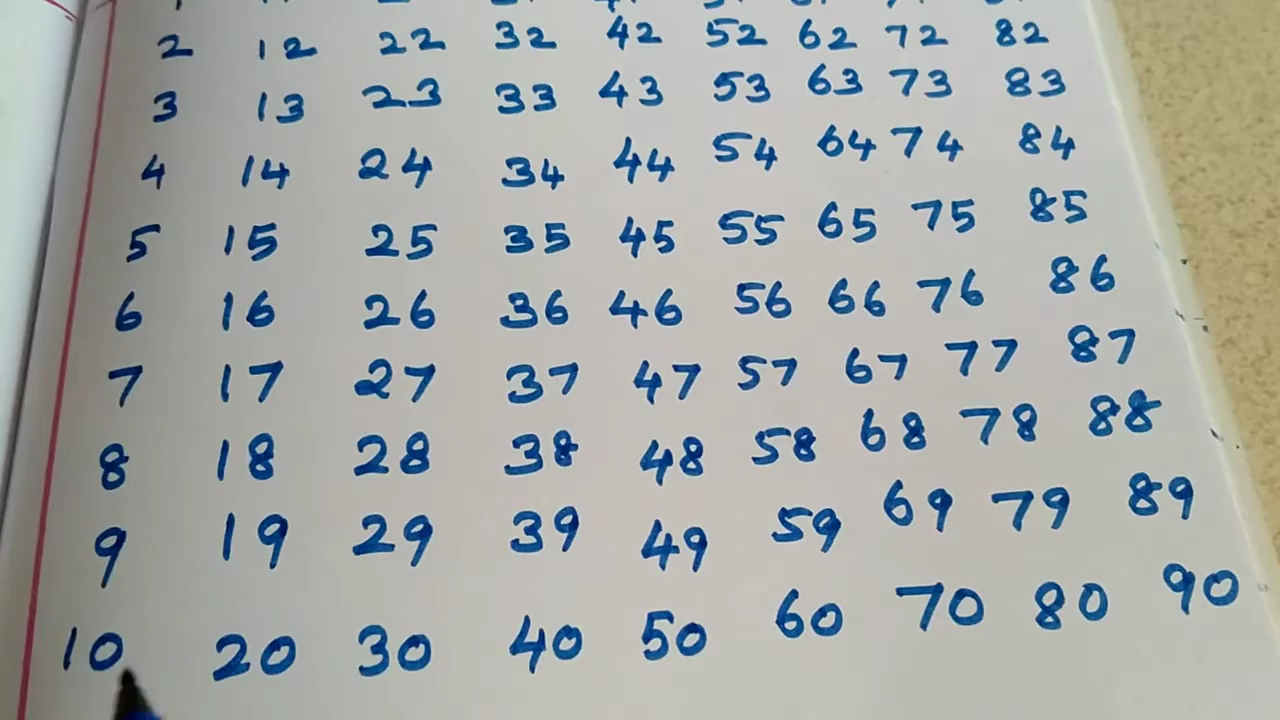 2 12 22 32 42 52 62 72 82
3 13 23 33 43 53 63 73 83
4 14 24 34 44 54 64 74 84
5 15 25 35 45 55 65 75 85
6 16 26 36 46 56 66 76 86
7 17 27 37 47 57 67 77 87
8 18 28 38 48 58 68 78 88
9 19 29 39 49 59 69 79 89
10 20 30 40 50 60 70 80 90